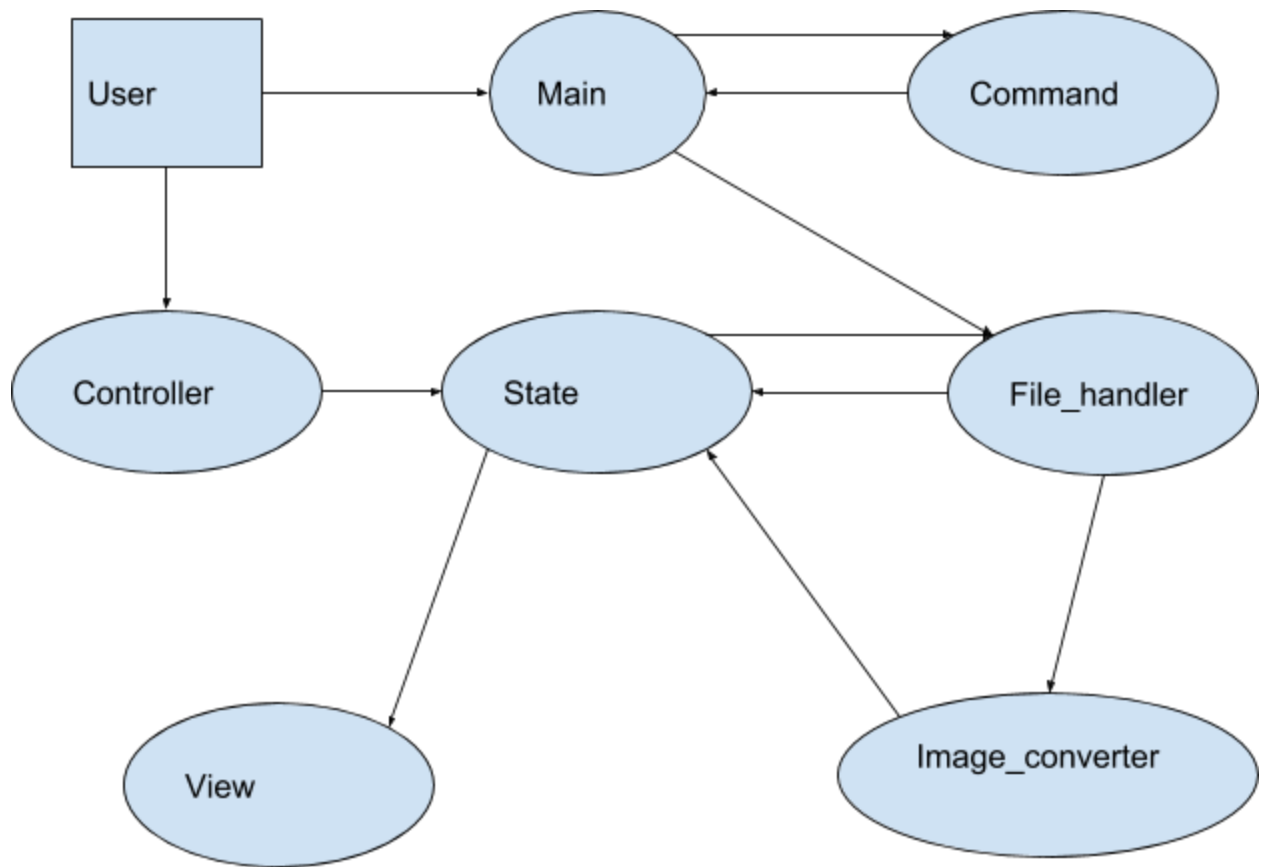 User
Main
Command
Controller
State
File_handler
View
Image_converter